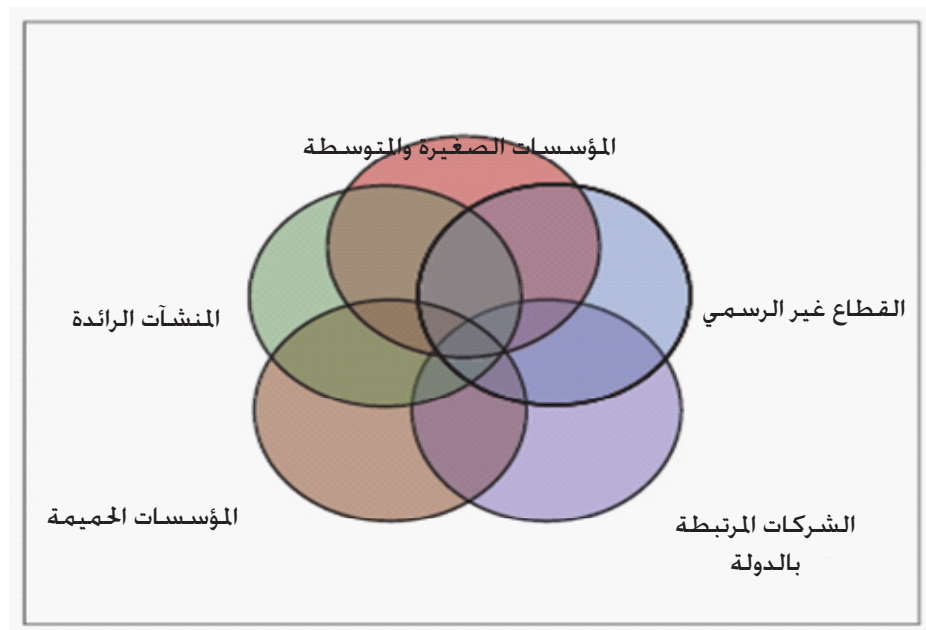 المؤسسات الصغيرة والمتوسطة
القطاع غير الرسمي
المنشآت الرائدة
المؤسسات الحميمة
الشركات المرتبطة
بالدولة